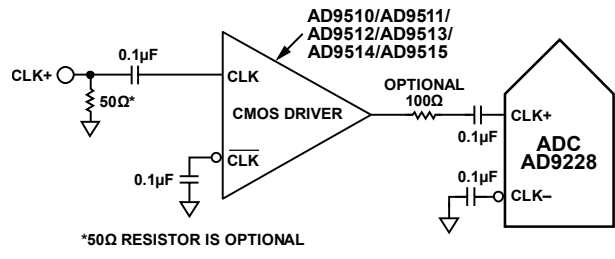 AD9510/AD9511/
AD9512/AD9513/
AD9514/AD9515
CLK+
0.1µF
50Ω*
CLK
CMOS DRIVER
CLK
0.1µF
OPTIONAL
100Ω
0.1µF
CLK+
ADC
AD9228
0.1µF
CLK–
*50Ω RESISTOR IS OPTIONAL